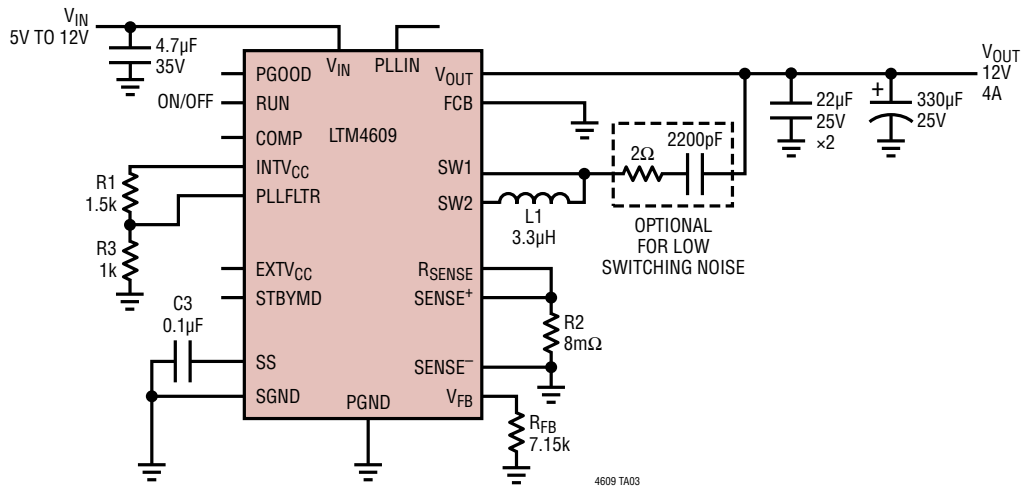 VIN
5V TO 12V
4.7µF
35V
VIN
PLLIN
PGOOD
VOUT
ON/OFF
RUN
FCB
COMP
LTM4609
INTVCC
SW1
PLLFLTR
SW2
R1
1.5k
R3
1k
EXTVCC
RSENSE
STBYMD
SENSE+
C3
0.1µF
SS
SENSE–
SGND
PGND
VFB
L1
3.3µH
2Ω
2200pF
OPTIONAL
FOR LOW
SWITCHING NOISE
R2
8mΩ
RFB
7.15k
22µF
25V
×2
+
330µF
25V
VOUT
12V
4A
4609 TA03